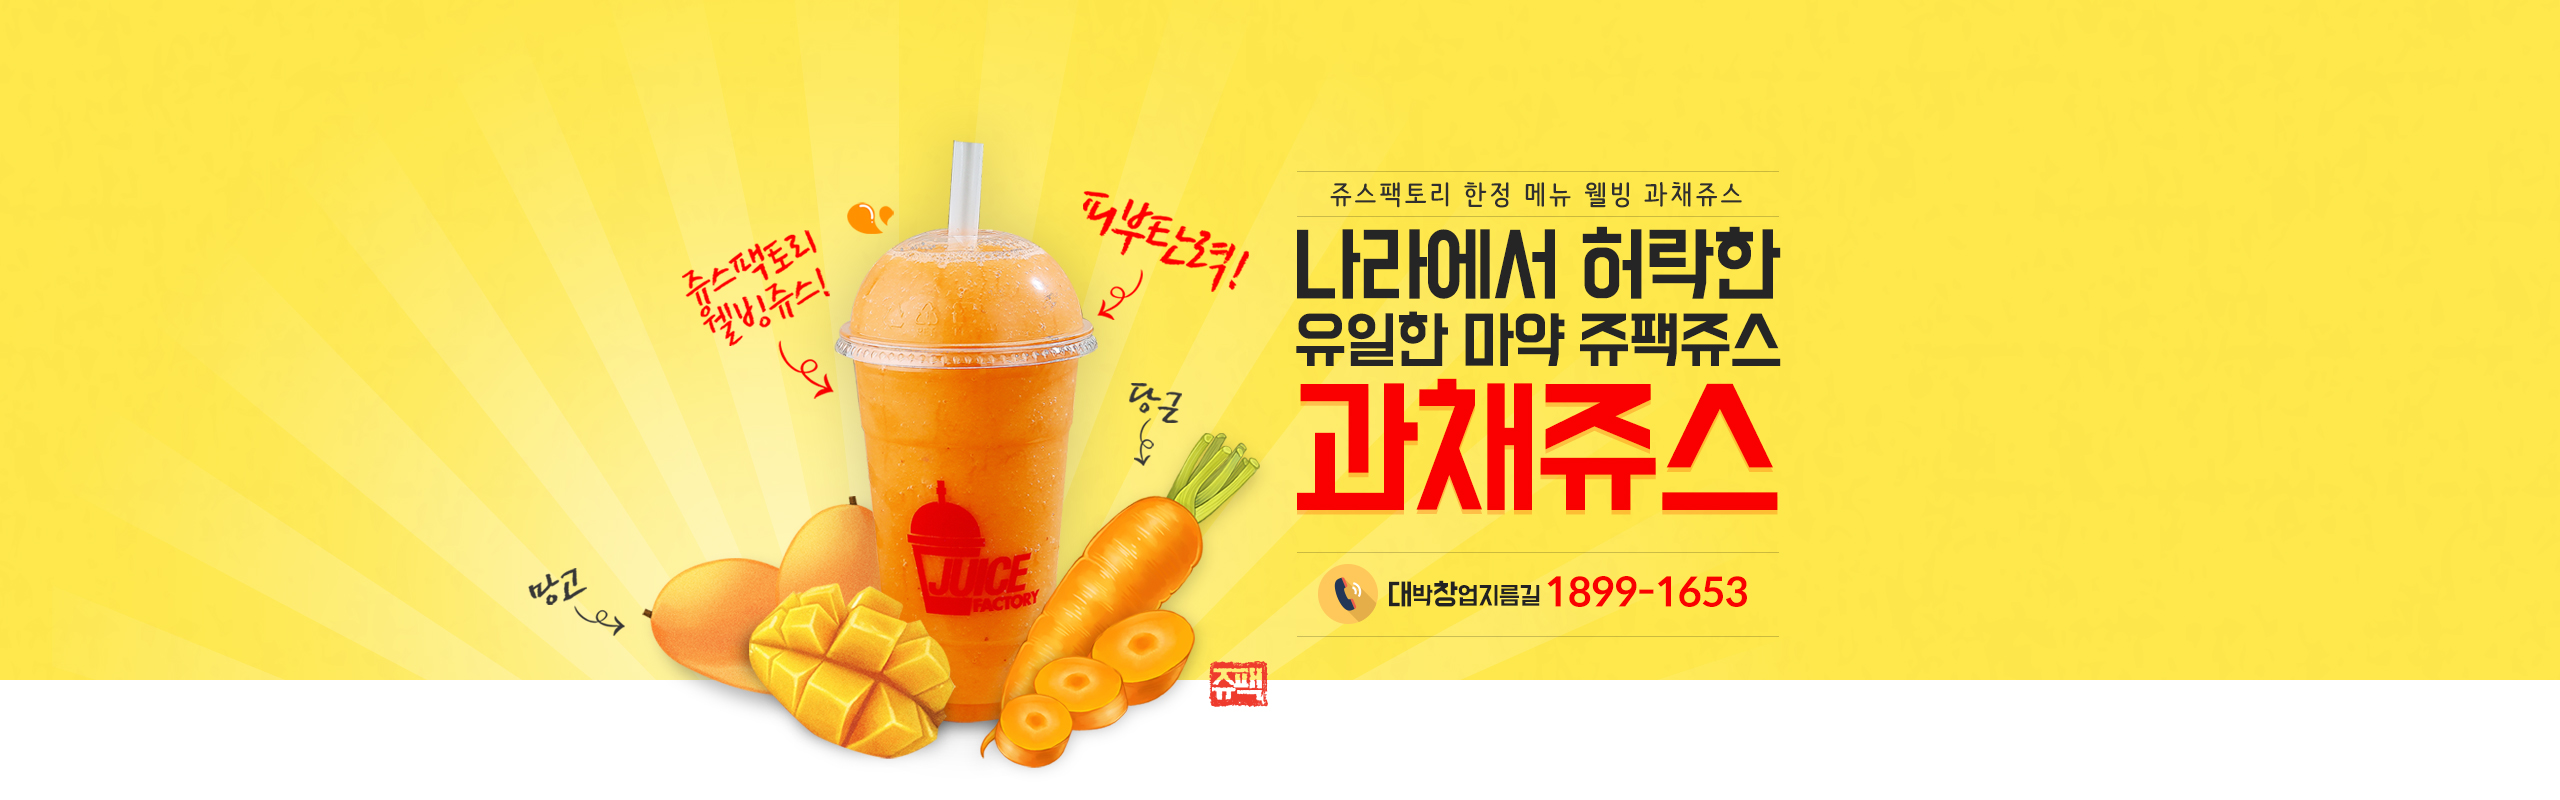 쥬스팩토리
웰빙쥬스!
피부탄력!
당근
망고
JUICE
FACTORY
쥬스팩토리 한정 메뉴 웰빙 과채쥬스
나라에서 허락한
유일한 마약 쥬팩쥬스
과채쥬스
대박창업지름길 1899-1653
쥬팩